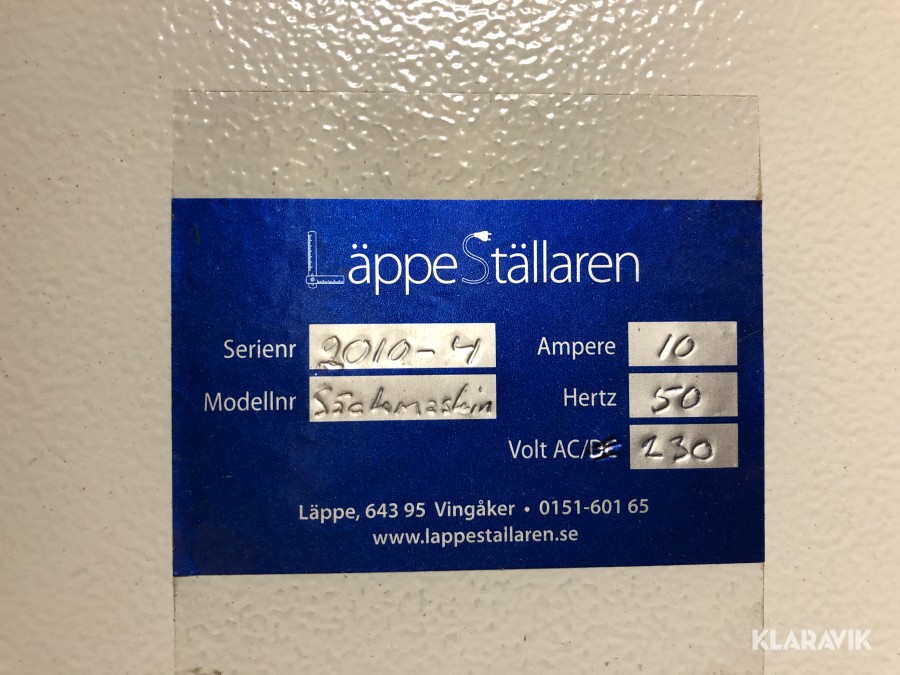 LäppeStällaren
Serienr 2010-4 Ampere 10
Modellnr Säckmaskin Hertz 50
Volt AC/DC 230
Läppe, 643 95 Vingåker • 0151-601 65
www.lappestallaren.se
KLARAVIK